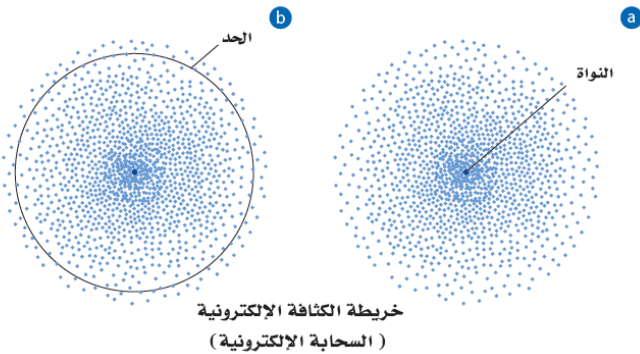 a
النواة
b
الحد
خريطة الكثافة الإلكترونية
(السحابة الإلكترونية)